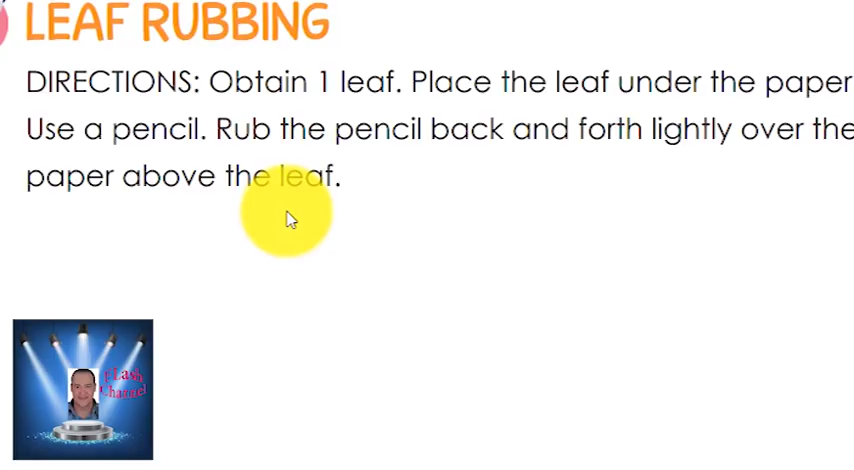 LEAF RUBBING
DIRECTIONS: Obtain 1 leaf. Place the leaf under the paper
Use a pencil. Rub the pencil back and forth lightly over the
paper above the leaf.
fLash
Channel